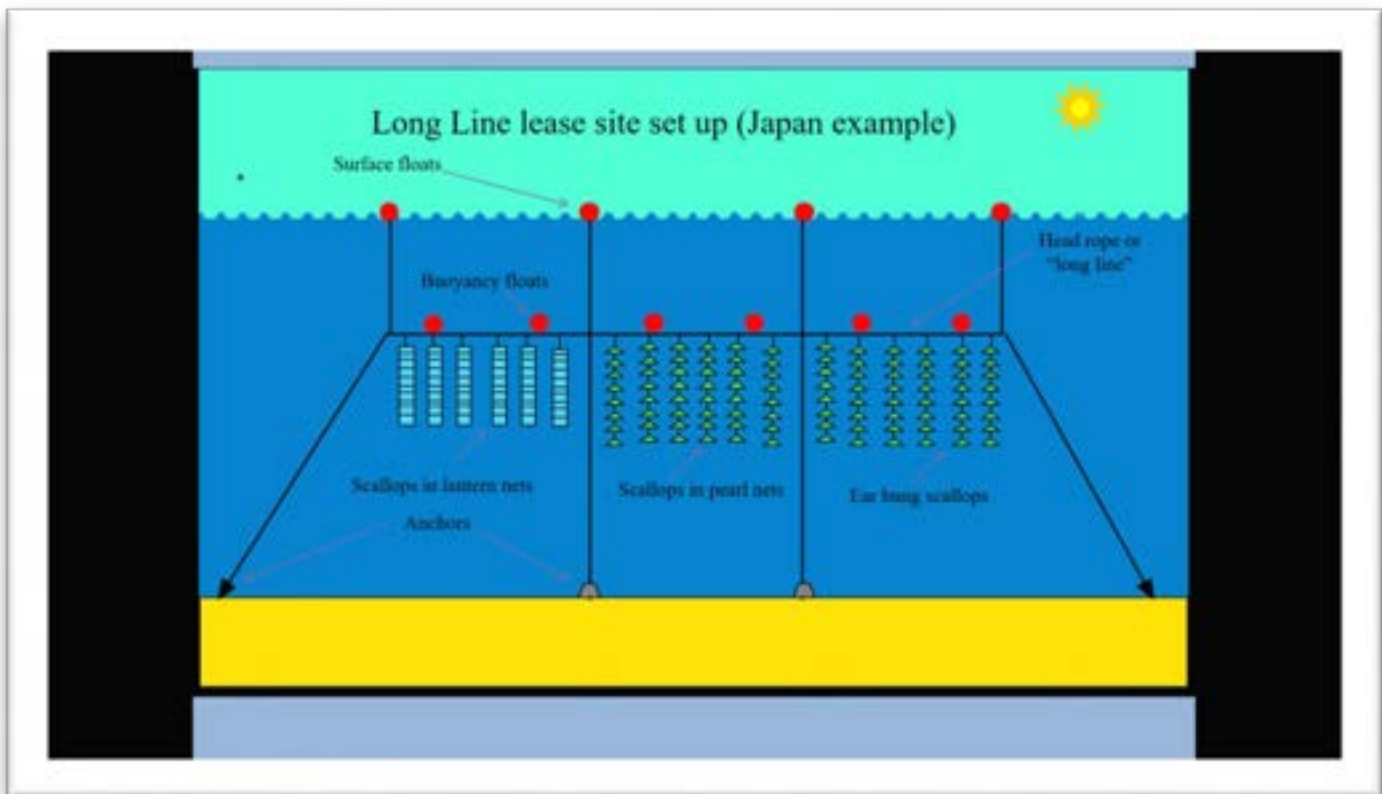 Long Line lease site set up (Japan example)
Surface floats
Head rope or
"long line"
Buoyancy floats
Scallops in lantern nets
Scallops in pearl nets
Ear hung scallops
Anchors